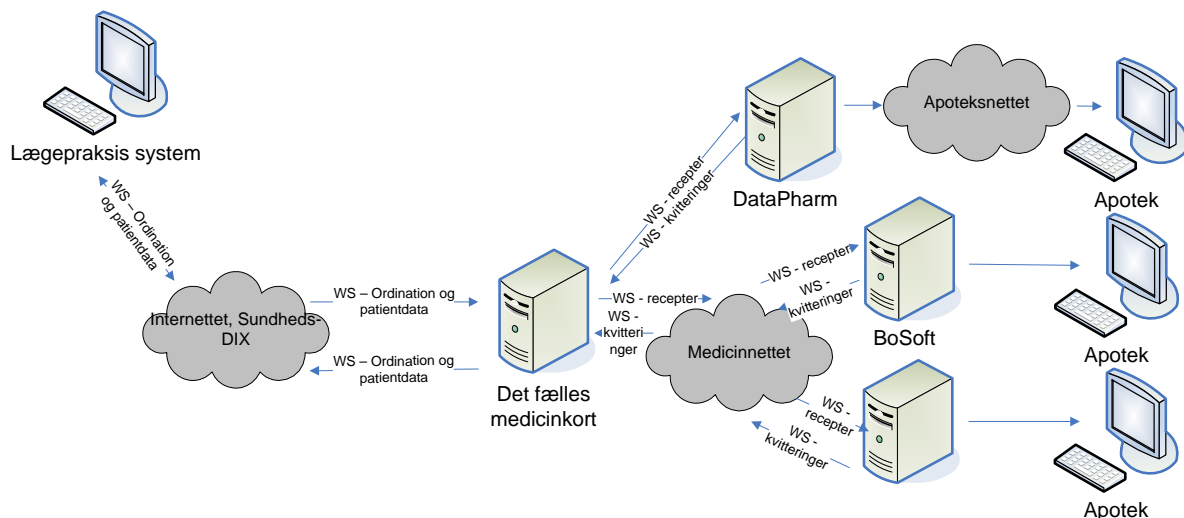 Lægepraksis system
WS – Ordination
og patientdata
Internettet, Sundheds-
DIX
WS – Ordination og
patientdata
WS – Ordination og
patientdata
Det fælles
medicinkort
WS - recepter
WS - kvitteringer
DataPharm
Apoteksnettet
Apotek
WS - recepter
WS -
kvitteri
nger
Medicinnettet
WS - recepter
WS -
kvitteringer
BoSoft
Apotek
WS -
recepter
WS -
kvitteringer
Apotek